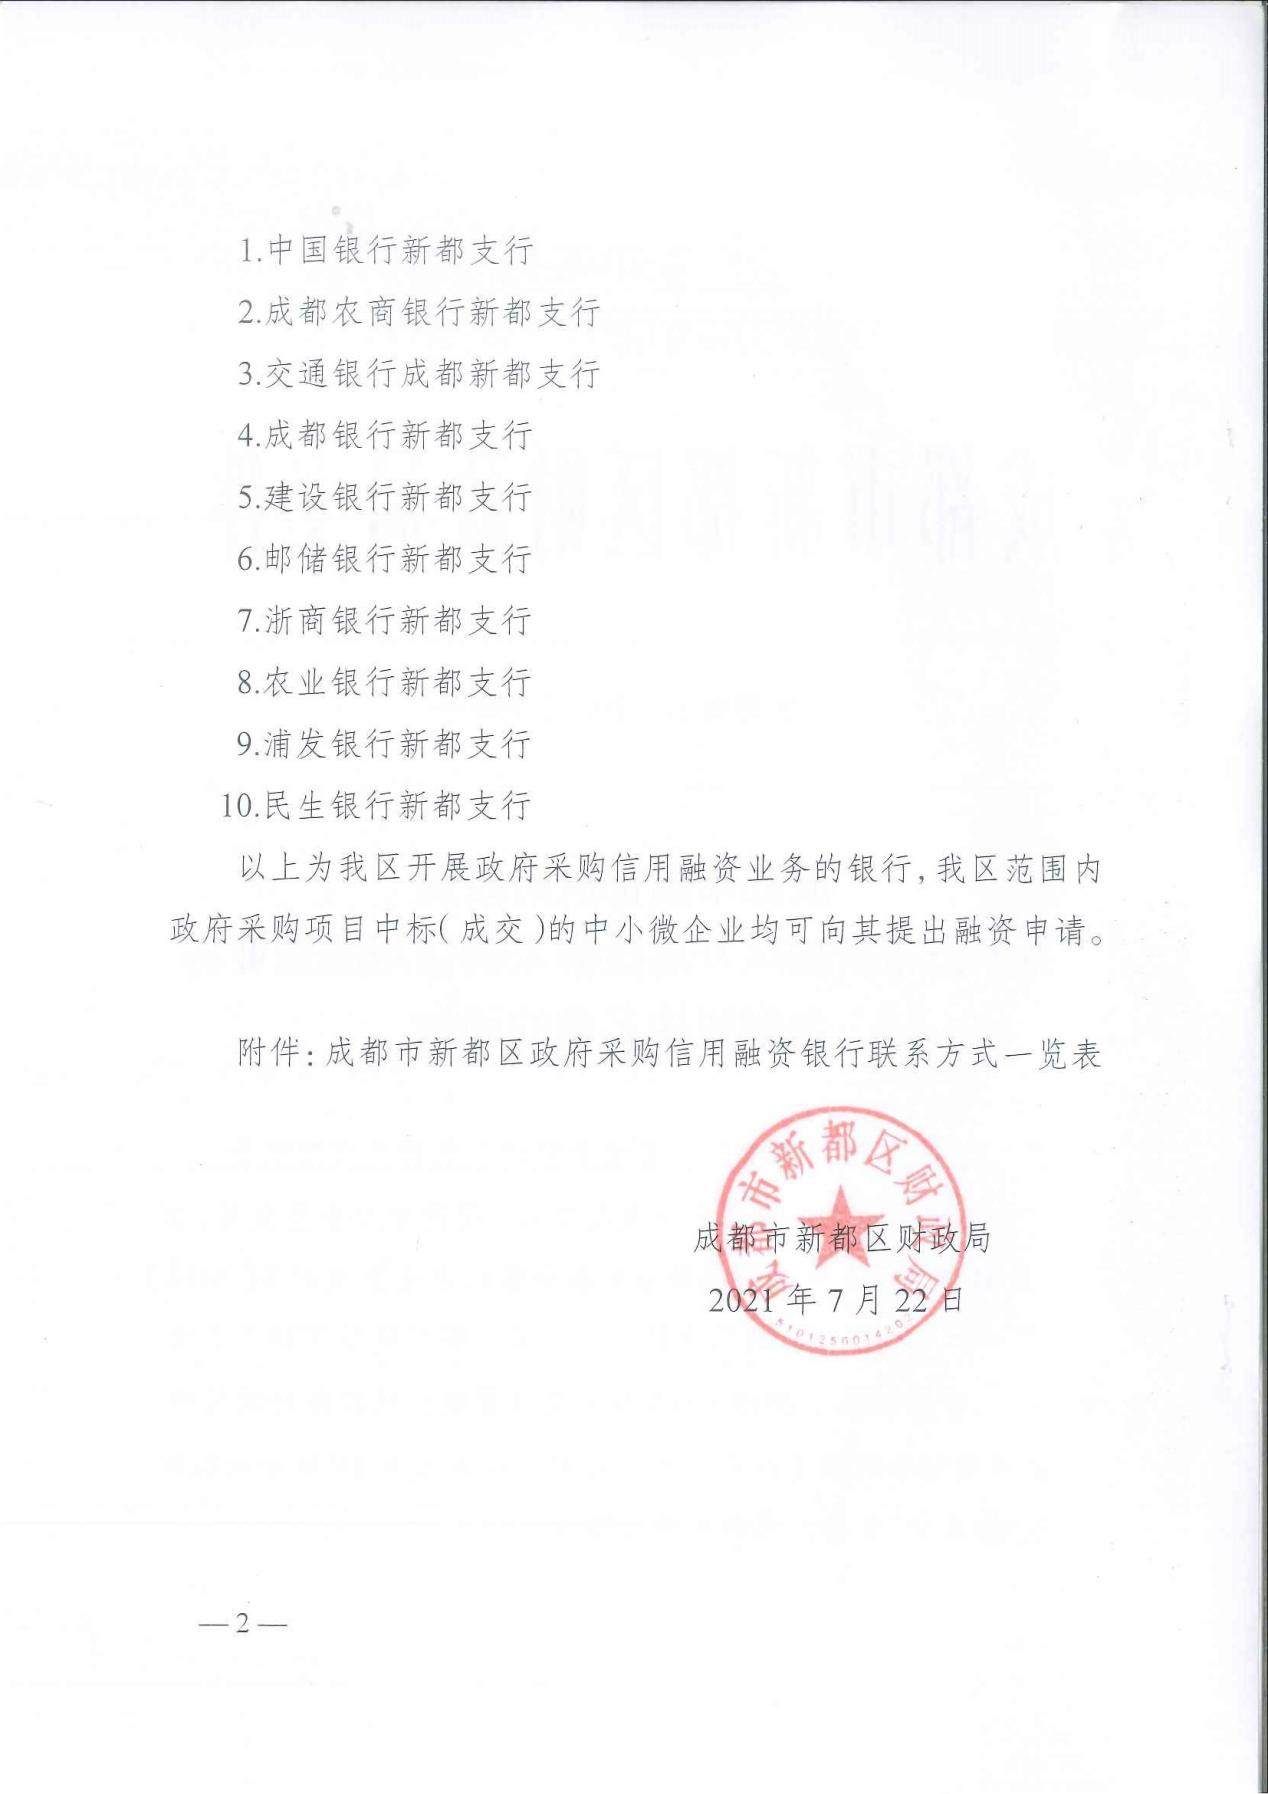 1.中国银行新都支行
2.成都农商银行新都支行
3.交通银行成都新都支行
4.成都银行新都支行
5.建设银行新都支行
6.邮储银行新都支行
7.浙商银行新都支行
8.农业银行新都支行
9.浦发银行新都支行
10.民生银行新都支行
以上为我区开展政府采购信用融资业务的银行,我区范围内
政府采购项目中标(成交)的中小微企业均可向其提出融资申请。
附件:成都市新都区政府采购信用融资银行联系方式一览表
成都市新都区财政局
成都市新都区财政局
2021年7月22日
—2—